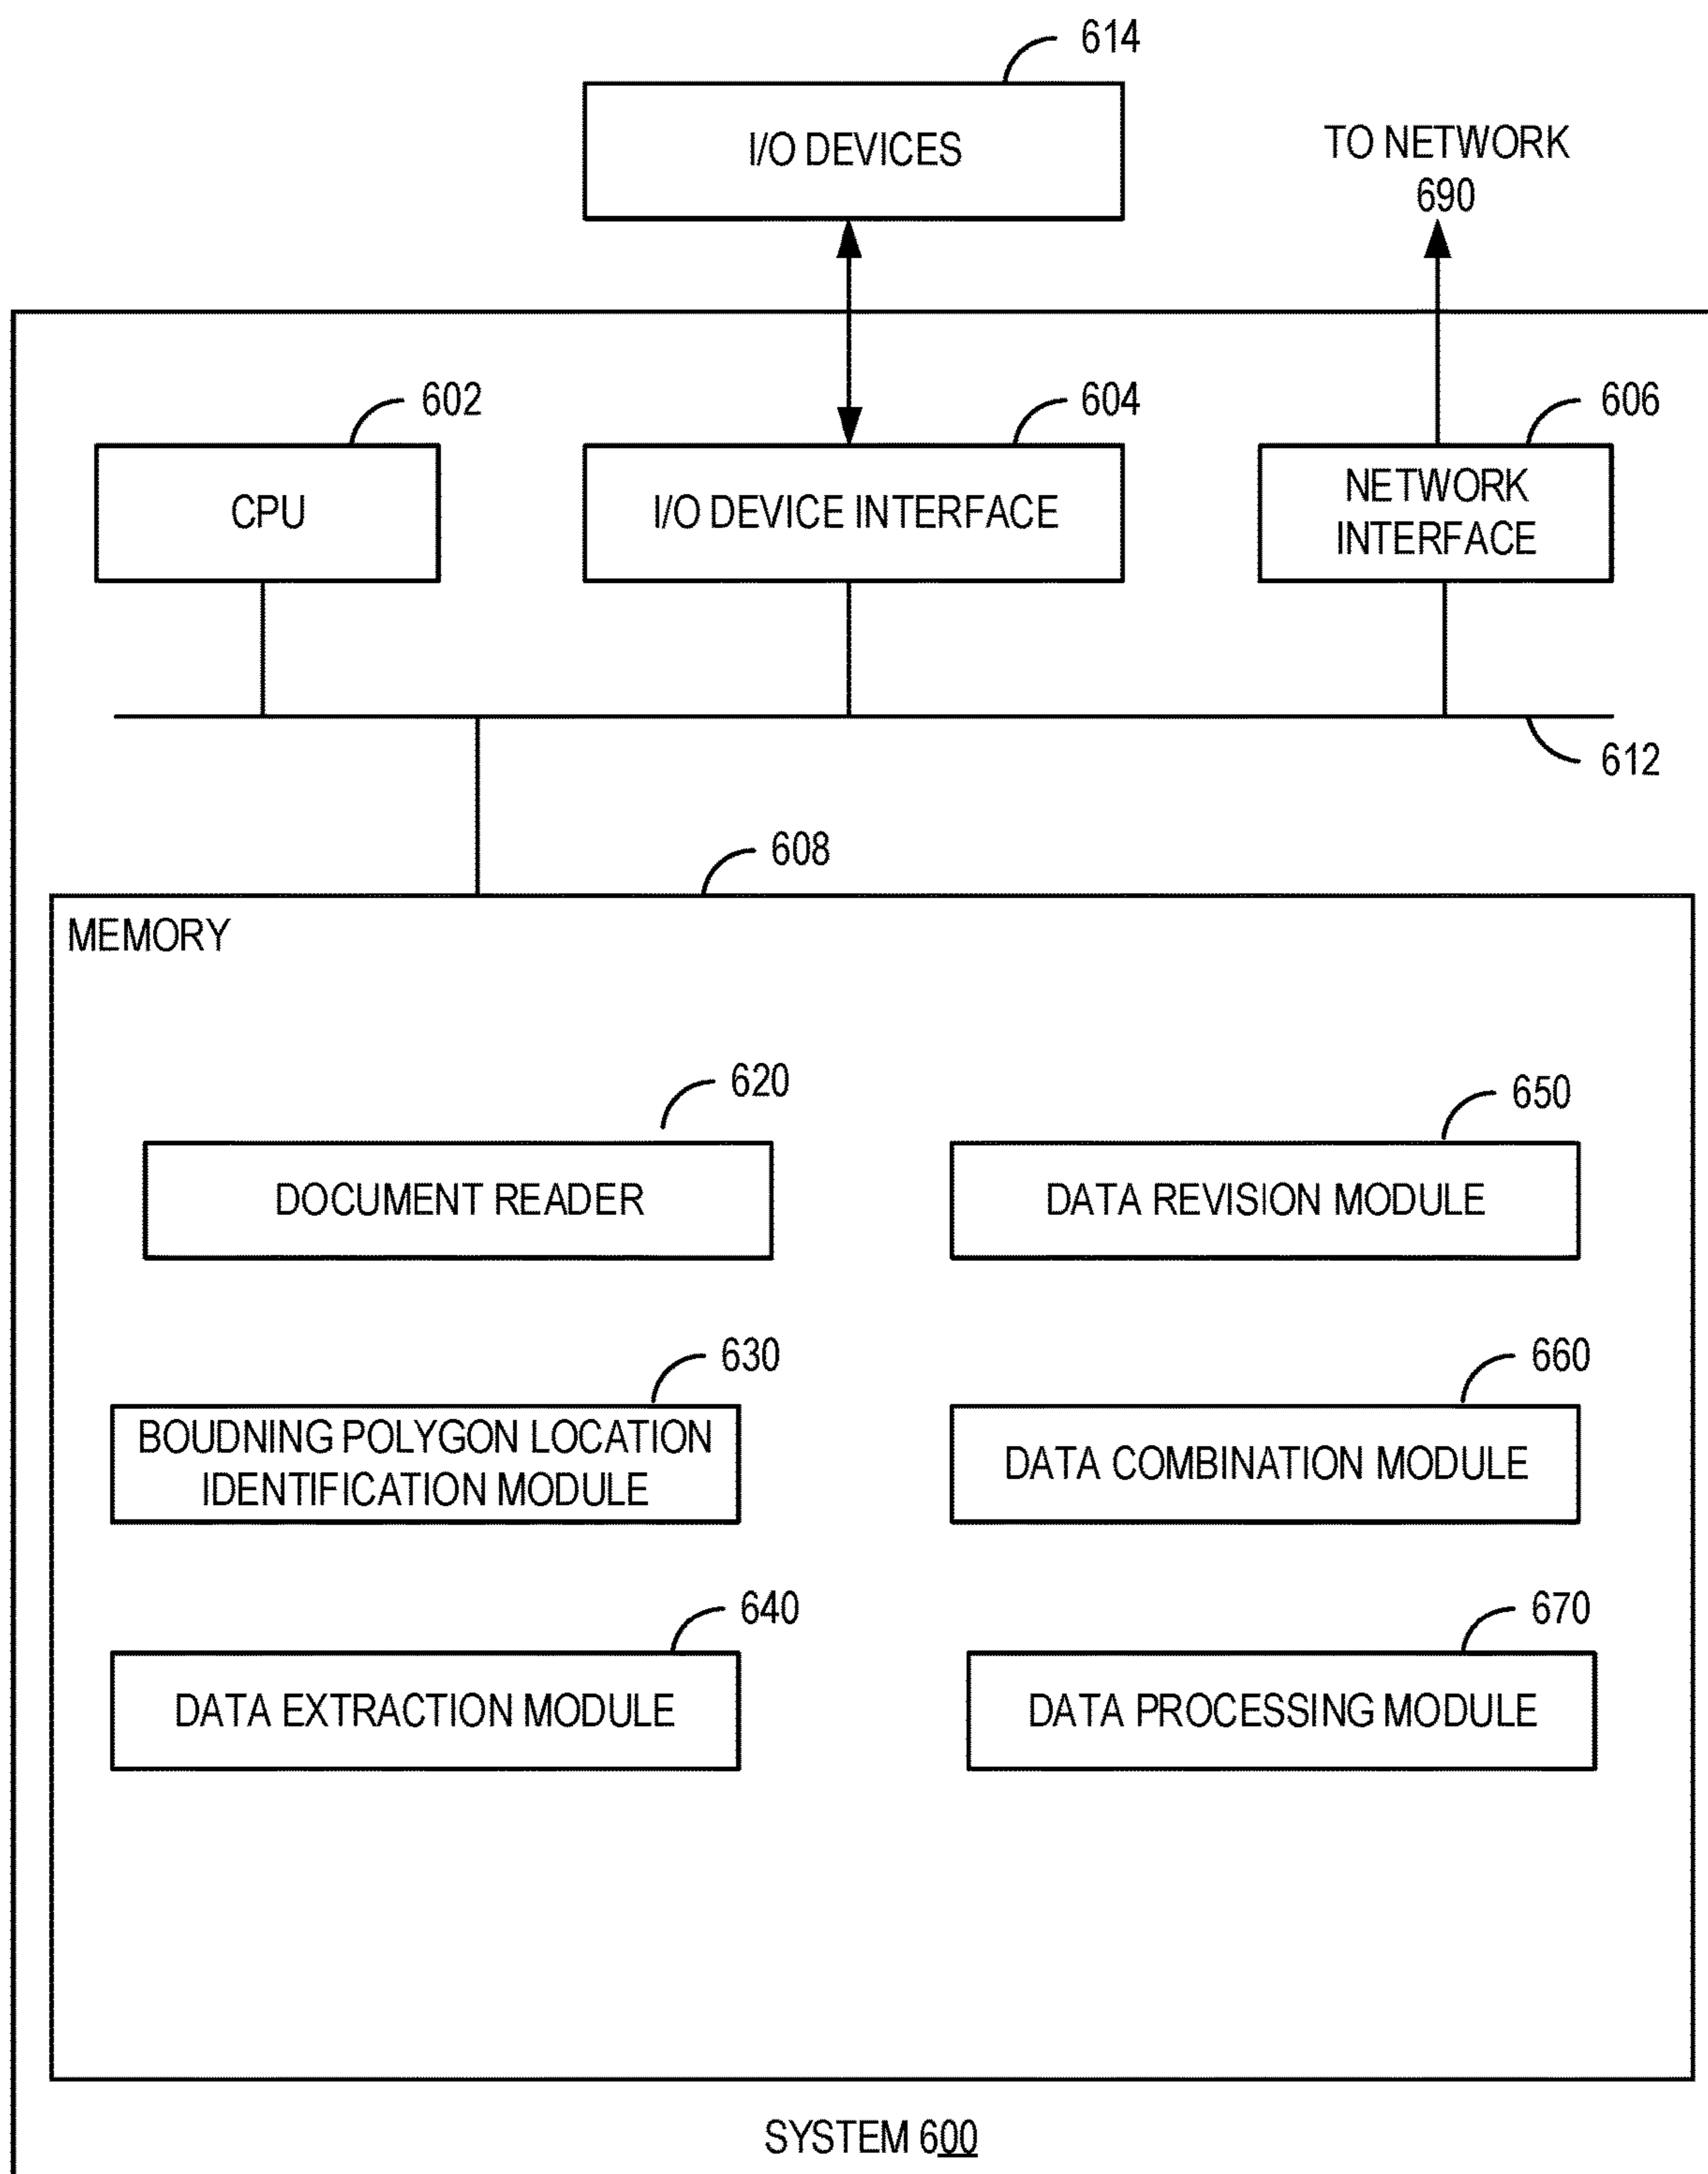 614
I/O DEVICES
TO NETWORK
690
602
604
606
CPU
I/O DEVICE INTERFACE
NETWORK
INTERFACE
612
608
MEMORY
620
650
DOCUMENT READER
DATA REVISION MODULE
630
660
BOUDNING POLYGON LOCATION
IDENTIFICATION MODULE
DATA COMBINATION MODULE
640
670
DATA EXTRACTION MODULE
DATA PROCESSING MODULE
SYSTEM 600